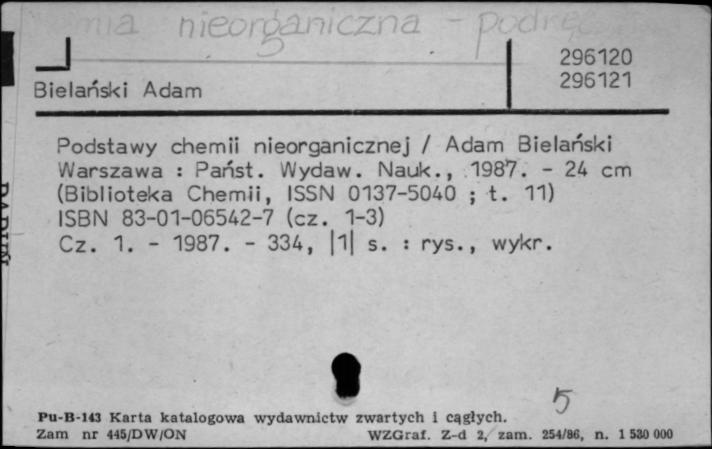 mia nieorganiczna - podręc
296120
296121
Bielański Adam
Podstawy chemii nieorganicznej / Adam Bielański
Warszawa : Państ. Wydaw. Nauk., 1987. - 24 cm
(Biblioteka Chemii, ISSN 0137-5040 ; t. 11)
ISBN 83-01-06542-7 (cz. 1-3)
Cz. 1. - 1987. - 334, |1| s. : rys., wykr.
5
Pu-B-143 Karta katalogowa wydawnictw zwartych i cągłych.
Zam nr 445/DW/ON WZGraf. Z-d 2, zam. 254/86, n. 1 530 000